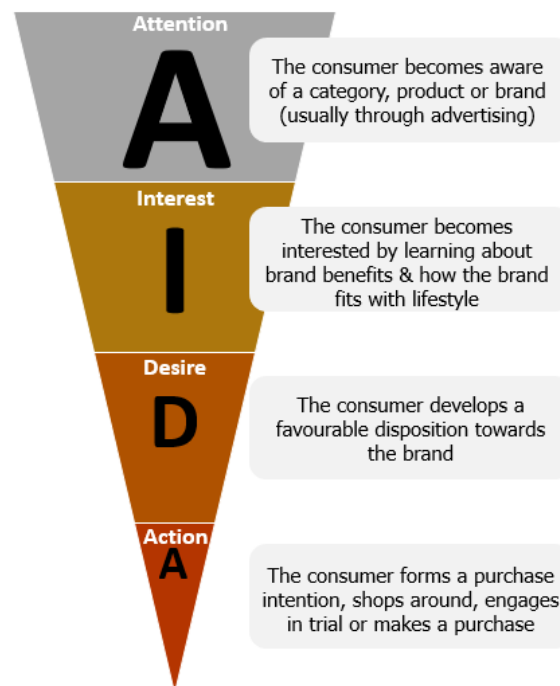 Attention
A
The consumer becomes aware
of a category, product or brand
(usually through advertising)
Interest
I
The consumer becomes
interested by learning about
brand benefits & how the brand
fits with lifestyle
Desire
D
The consumer develops a
favourable disposition towards
the brand
Action
A
The consumer forms a purchase
intention, shops around, engages
in trial or makes a purchase